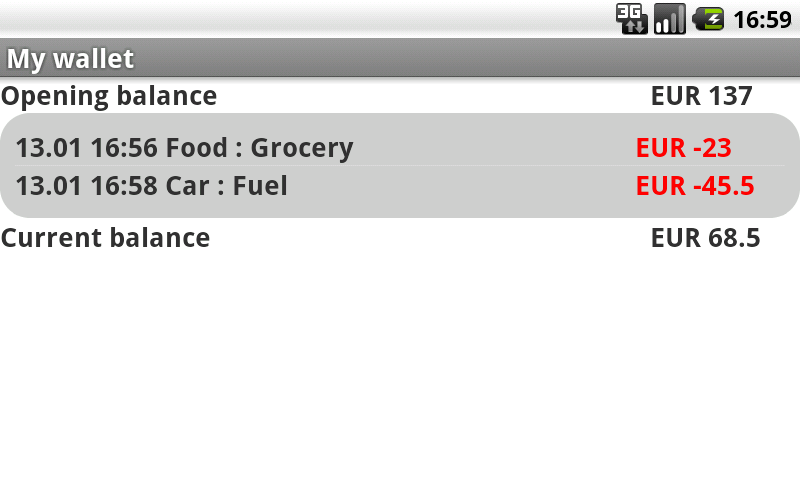 3G 16:59
My wallet
Opening balance EUR 137
13.01 16:56 Food : Grocery EUR -23
13.01 16:58 Car : Fuel EUR -45.5
Current balance EUR 68.5